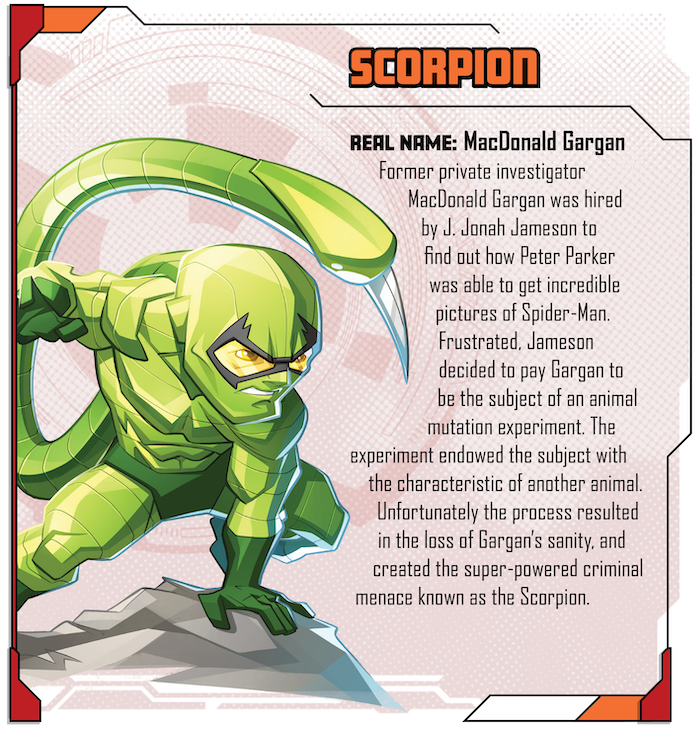 SCORPION
REAL NAME: MacDonald Gargan
Former private investigator
MacDonald Gargan was hired
by J. Jonah Jameson to
find out how Peter Parker
was able to get incredible
pictures of Spider-Man.
Frustrated, Jameson
decided to pay Gargan to
be the subject of an animal
mutation experiment. The
experiment endowed the subject with
the characteristic of another animal.
Unfortunately the process resulted
in the loss of Gargan's sanity, and
created the super-powered criminal
menace known as the Scorpion.